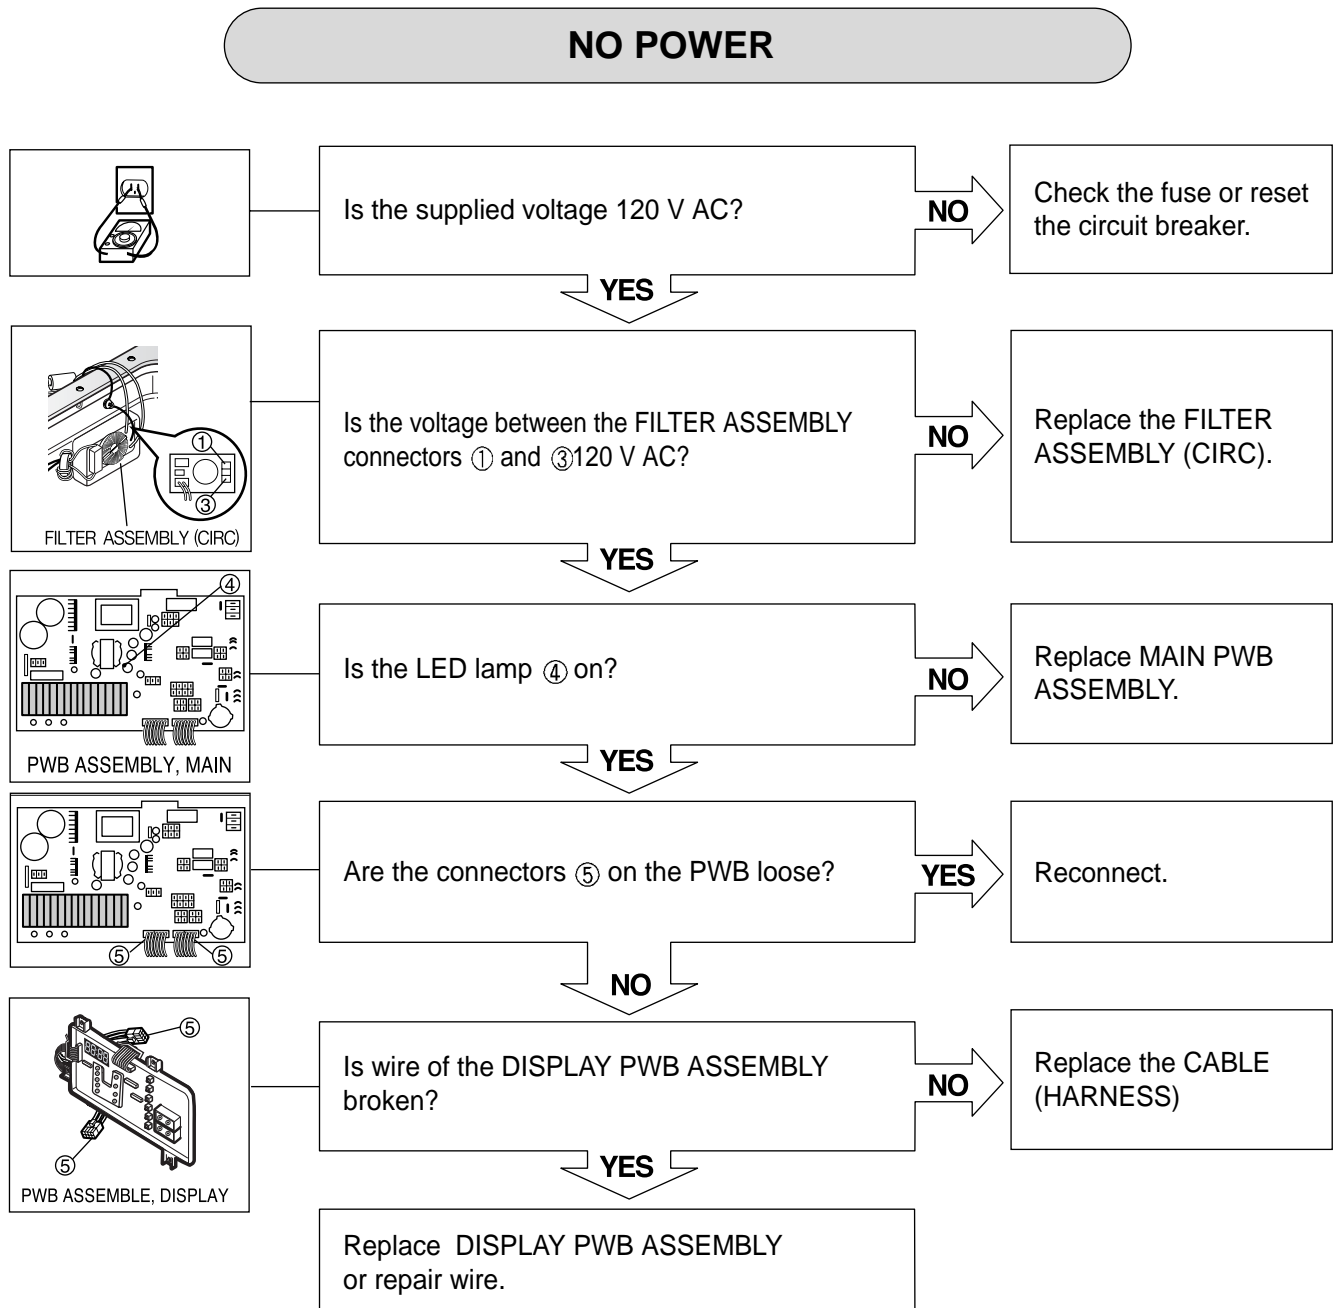 NO POWER
Is the supplied voltage 120 V AC?
NO
Check the fuse or reset
the circuit breaker.
YES
①
③
FILTER ASSEMBLY (CIRC)
Is the voltage between the FILTER ASSEMBLY
connectors ① and ③120 V AC?
NO
Replace the FILTER
ASSEMBLY (CIRC).
YES
④
PWB ASSEMBLY, MAIN
Is the LED lamp ④ on?
NO
Replace MAIN PWB
ASSEMBLY.
YES
⑤ ⑤
Are the connectors ⑤ on the PWB loose?
YES
Reconnect.
NO
⑤
⑤
PWB ASSEMBLE, DISPLAY
Is wire of the DISPLAY PWB ASSEMBLY
broken?
NO
Replace the CABLE
(HARNESS)
YES
Replace DISPLAY PWB ASSEMBLY
or repair wire.